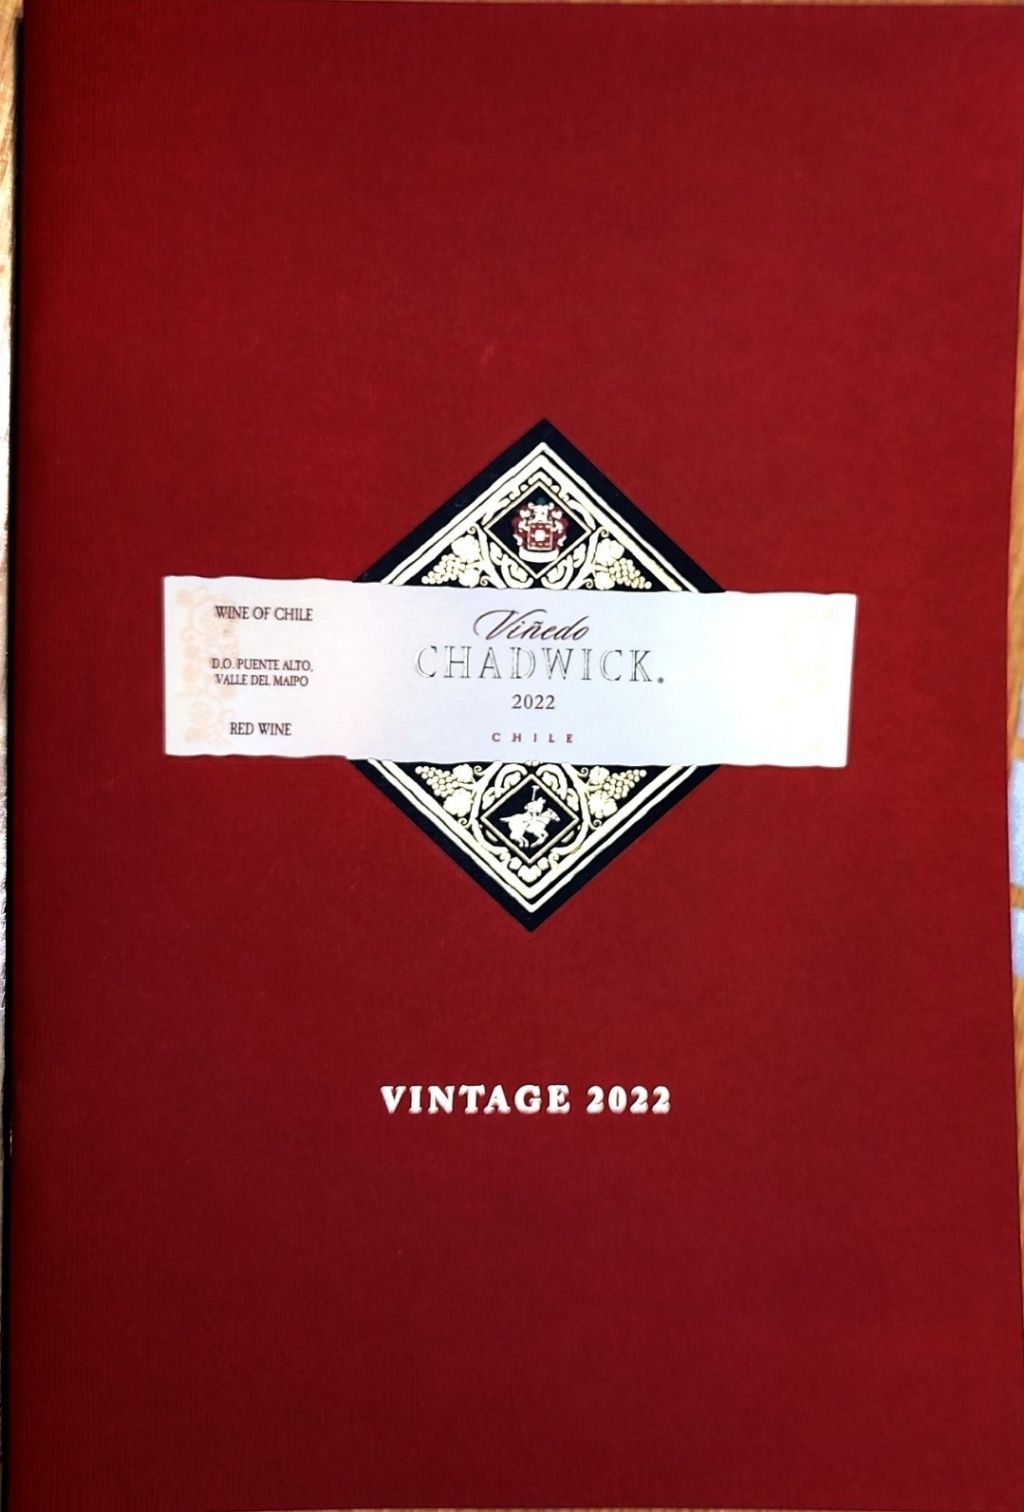 WINE OF CHILE
D.O. PUENTE ALTO,
VALLE DEL MAIPO
RED WINE
Viñedo
CHADWICK.
2022
CHILE
VINTAGE 2022